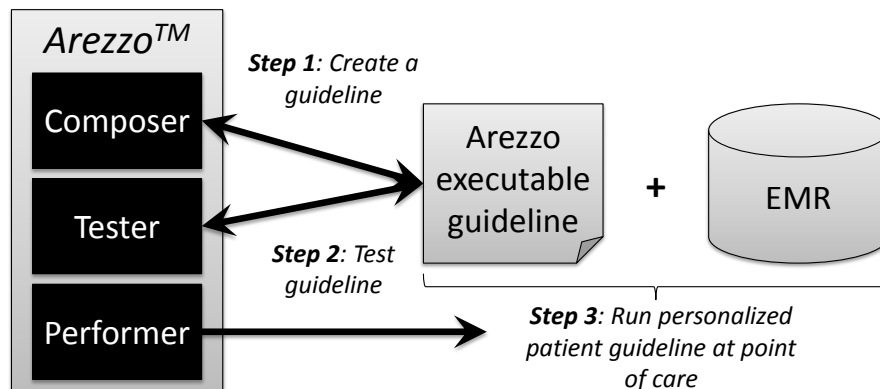 Arezzo™
Step 1: Create a
guideline
Composer
Arezzo
executable
guideline
+
EMR
Tester
Step 2: Test
guideline
Performer
Step 3: Run personalized
patient guideline at point
of care